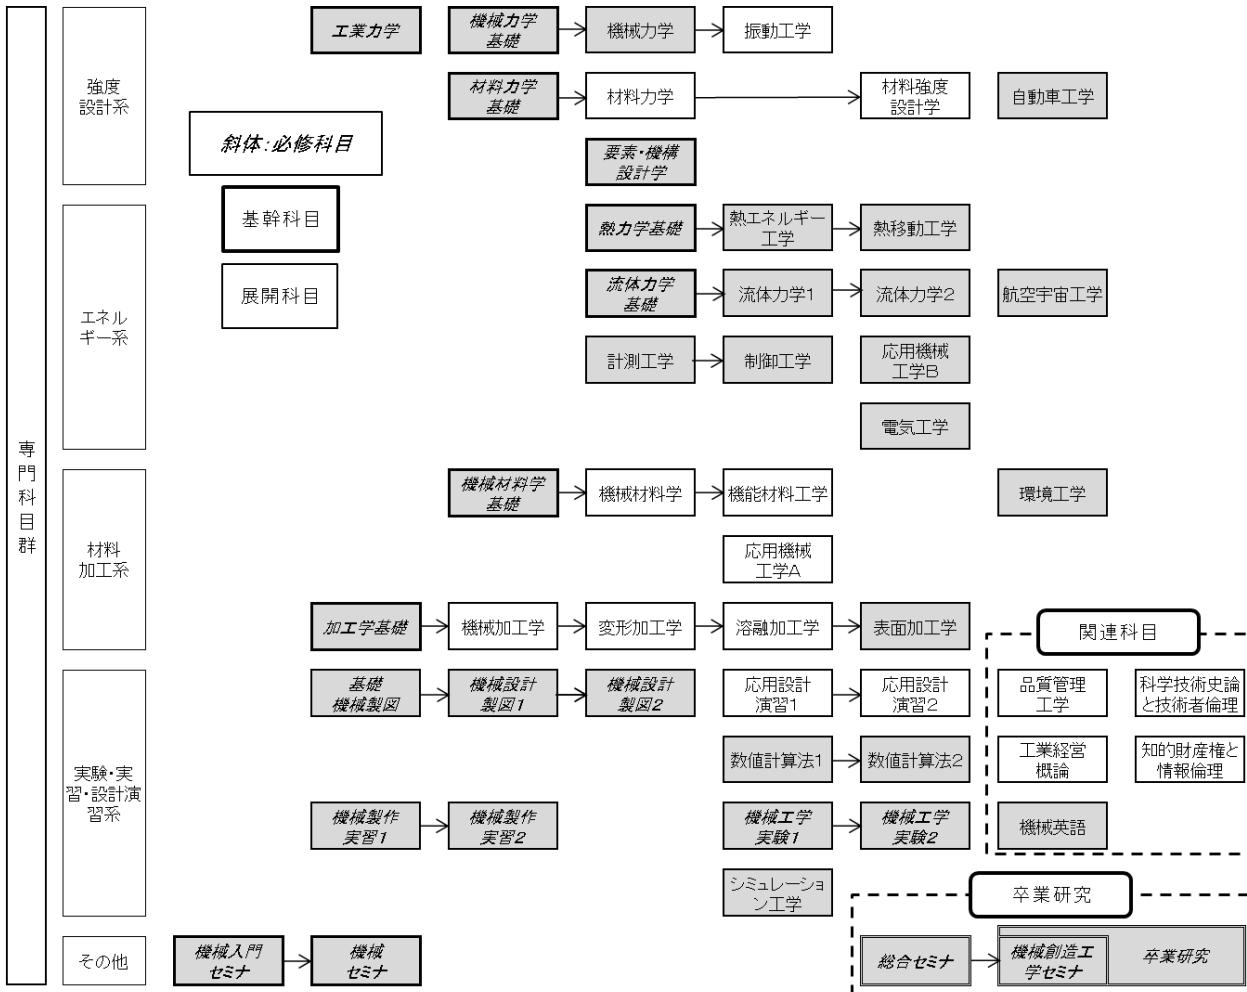 専門科目群
強度
設計系
工業力学
機械力学
基礎
機械力学
振動工学
材料力学
基礎
材料力学
材料強度
設計学
自動車工学
斜体:必修科目
基幹科目
展開科目
要素・機構
設計学
エネル
ギー系
熱力学基礎
熱エネルギー
工学
熱移動工学
流体力学
基礎
流体力学1
流体力学2
航空宇宙工学
計測工学
制御工学
応用機械
工学B
電気工学
材料
加工系
機械材料学
基礎
機械材料学
機能材料工学
環境工学
応用機械
工学A
加工学基礎
機械加工学
変形加工学
溶融加工学
表面加工学
関連科目
実験・実
習・設計演
習系
基礎
機械製図
機械設計
製図1
機械設計
製図2
応用設計
演習1
応用設計
演習2
品質管理
工学
科学技術史論
と技術者倫理
数値計算法1
数値計算法2
工業経営
概論
知的財産権と
情報倫理
機械製作
実習1
機械製作
実習2
機械工学
実験1
機械工学
実験2
機械英語
シミュレーショ
ン工学
卒業研究
その他
機械入門
セミナ
機械
セミナ
総合セミナ
機械創造工
学セミナ
卒業研究